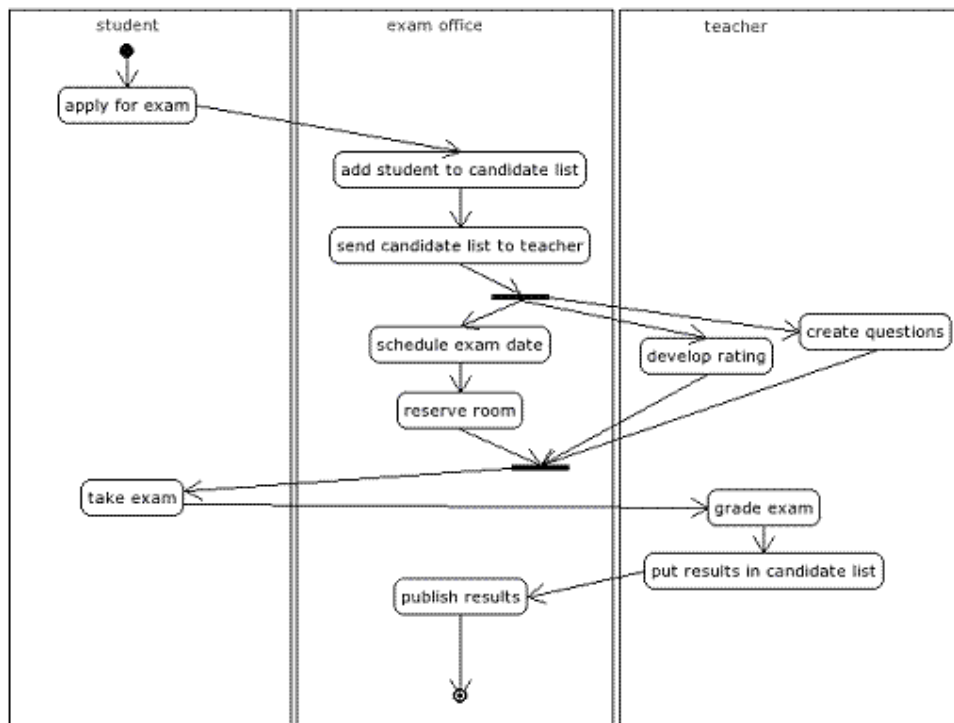 student
exam office
teacher
apply for exam
add student to candidate list
send candidate list to teacher
create questions
schedule exam date
develop rating
reserve room
take exam
grade exam
put results in candidate list
publish results